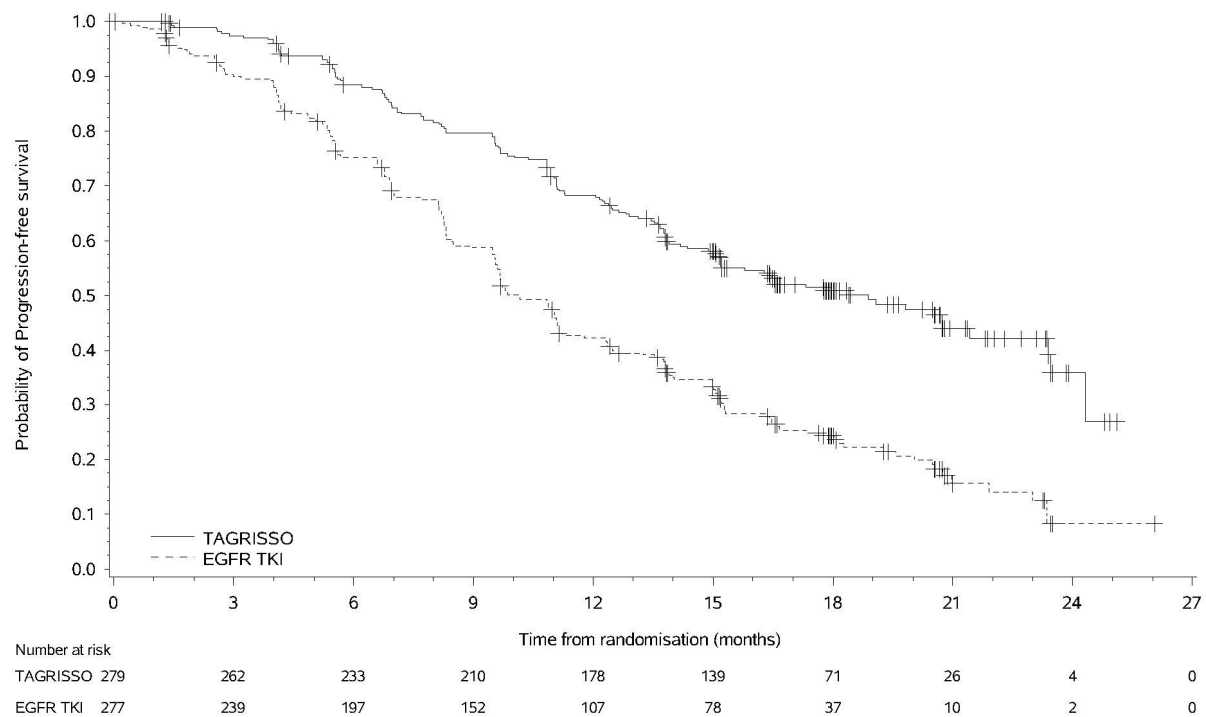 Probability of Progression-free survival
1.0
0.9
0.8
0.7
0.6
0.5
0.4
0.3
0.2
0.1
0.0
TAGRISSO
EGFR TKI
0 3 6 9 12 15 18 21 24 27
Time from randomisation (months)
Number at risk
TAGRISSO 279 262 233 210 178 139 71 26 4 0
EGFR TKI 277 239 197 152 107 78 37 10 2 0